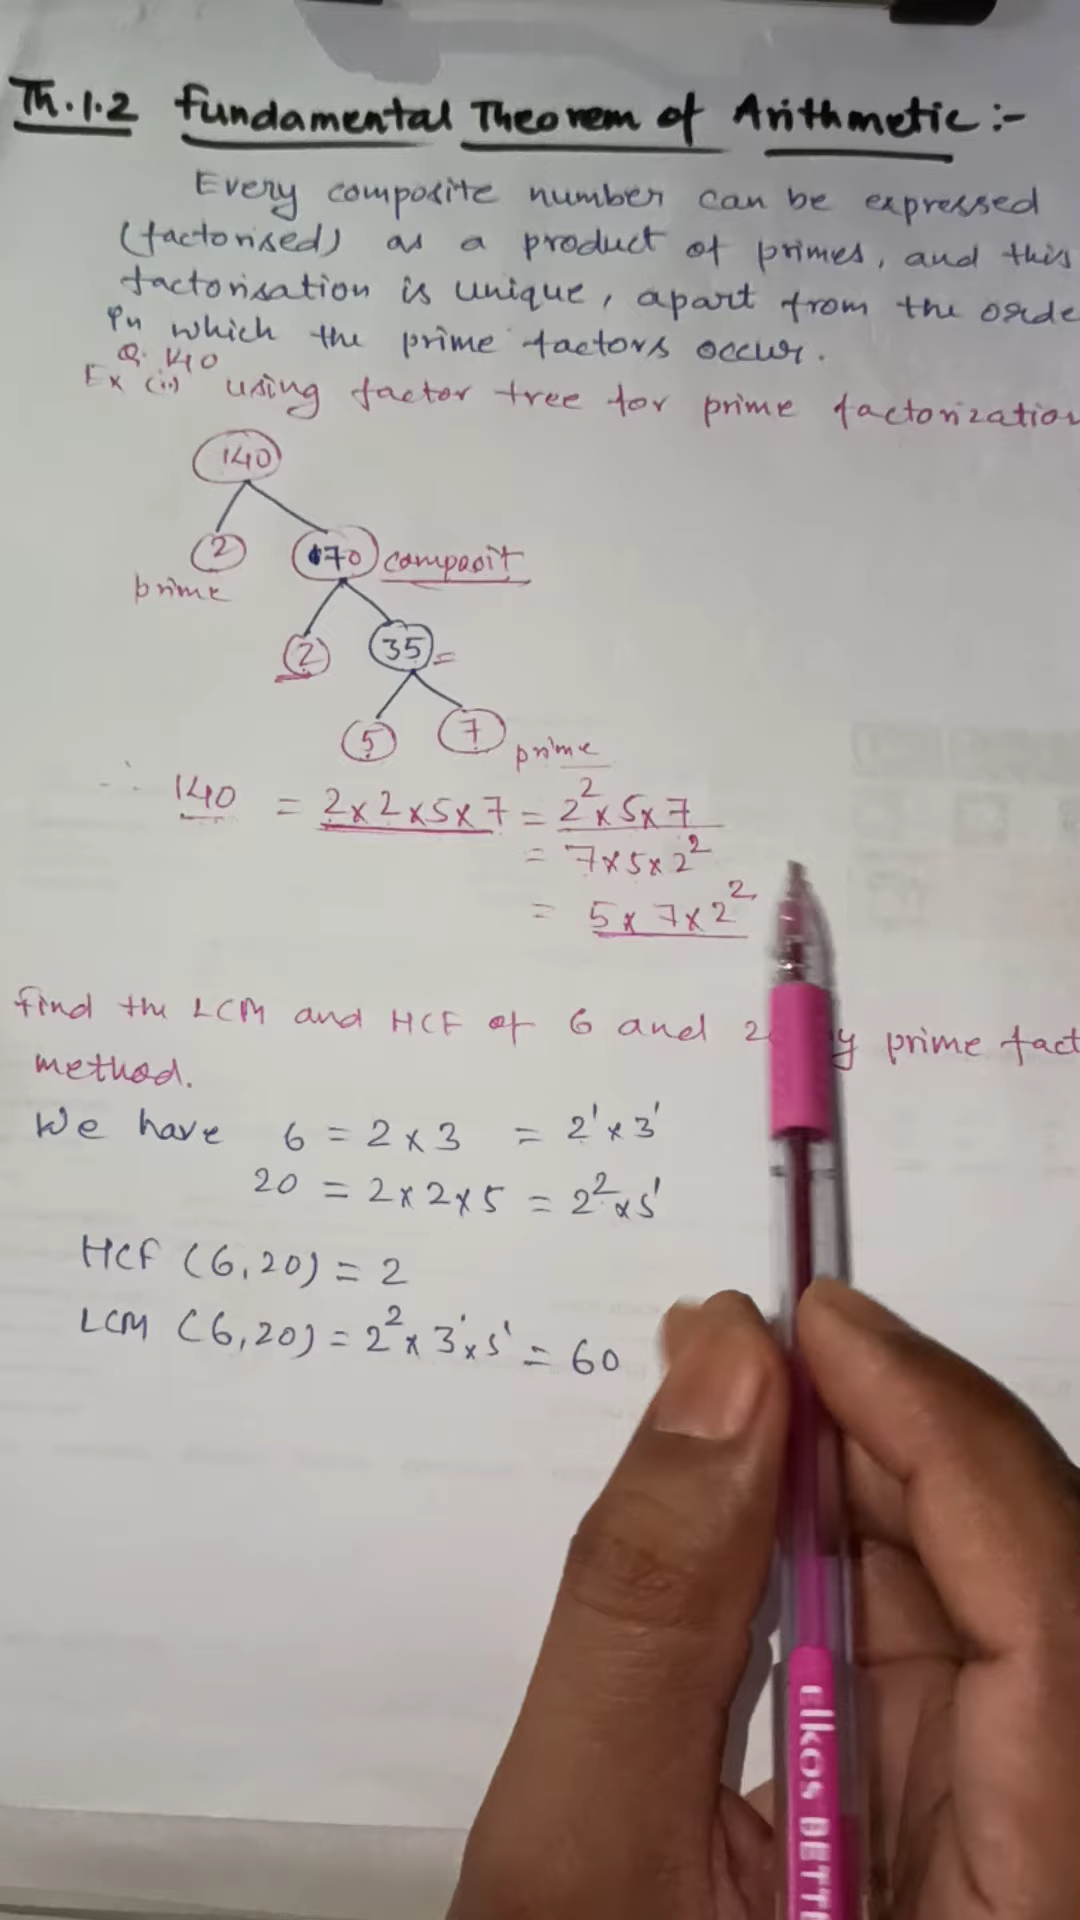 Th.1.2 Fundamental Theorem of Arithmetic :-
Every composite number can be expressed
(factorised) as a product of primes, and this
factorisation is unique, apart from the orde
in which the prime factors occur.
Q. 140
Ex (ii) using factor tree for prime factorization
140
2 70 composit
prime
2 35 =
5 7 prime
∴ 140 = 2×2×5×7 = 2²×5×7
= 7×5×2²
= 5×7×2²
find the LCM and HCF of 6 and 2 y prime fact
method.
We have 6 = 2×3 = 2¹×3¹
20 = 2×2×5 = 2²×5¹
HCF (6,20) = 2
LCM (6,20) = 2²×3¹×5¹ = 60
Elkos BETT